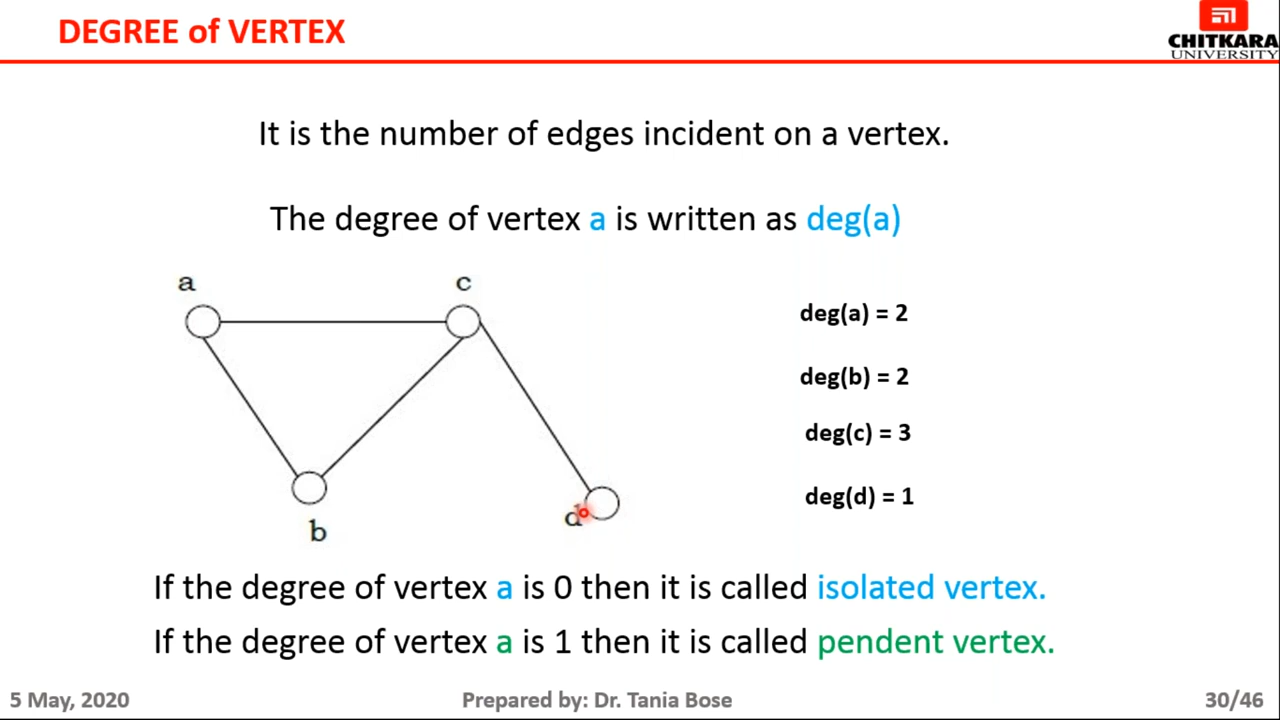 DEGREE of VERTEX
CHITKARA
UNIVERSITY
It is the number of edges incident on a vertex.
The degree of vertex a is written as deg(a)
a
c
b
d
deg(a) = 2
deg(b) = 2
deg(c) = 3
deg(d) = 1
If the degree of vertex a is 0 then it is called isolated vertex.
If the degree of vertex a is 1 then it is called pendent vertex.
5 May, 2020
Prepared by: Dr. Tania Bose
30/46